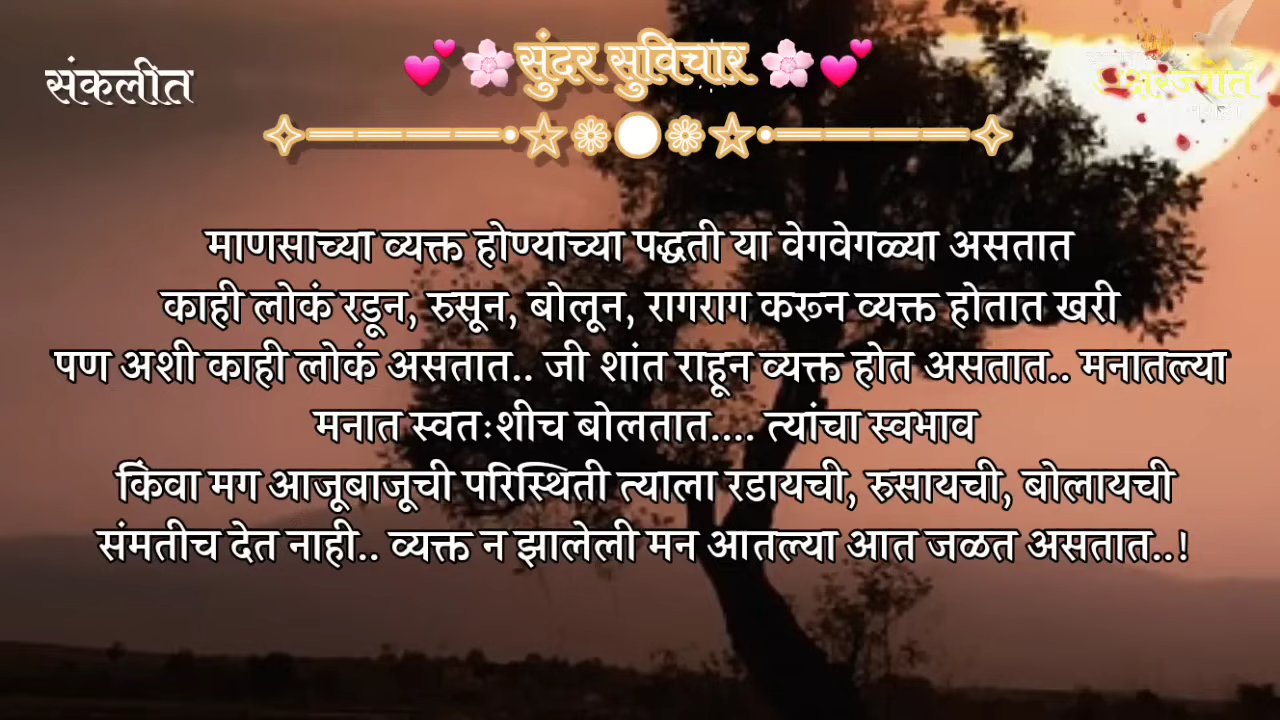 संकलीत
💕🌸सुंदर सुविचार 🌸💕
माणसाच्या व्यक्त होण्याच्या पद्धती या वेगवेगळ्या असतात
काही लोकं रडून, रुसून, बोलून, रागराग करून व्यक्त होतात खरी
पण अशी काही लोकं असतात.. जी शांत राहून व्यक्त होत असतात.. मनातल्या
मनात स्वतःशीच बोलतात.... त्यांचा स्वभाव
किंवा मग आजूबाजूची परिस्थिती त्याला रडायची, रुसायची, बोलायची
संमतीच देत नाही.. व्यक्त न झालेली मन आतल्या आत जळत असतात..!